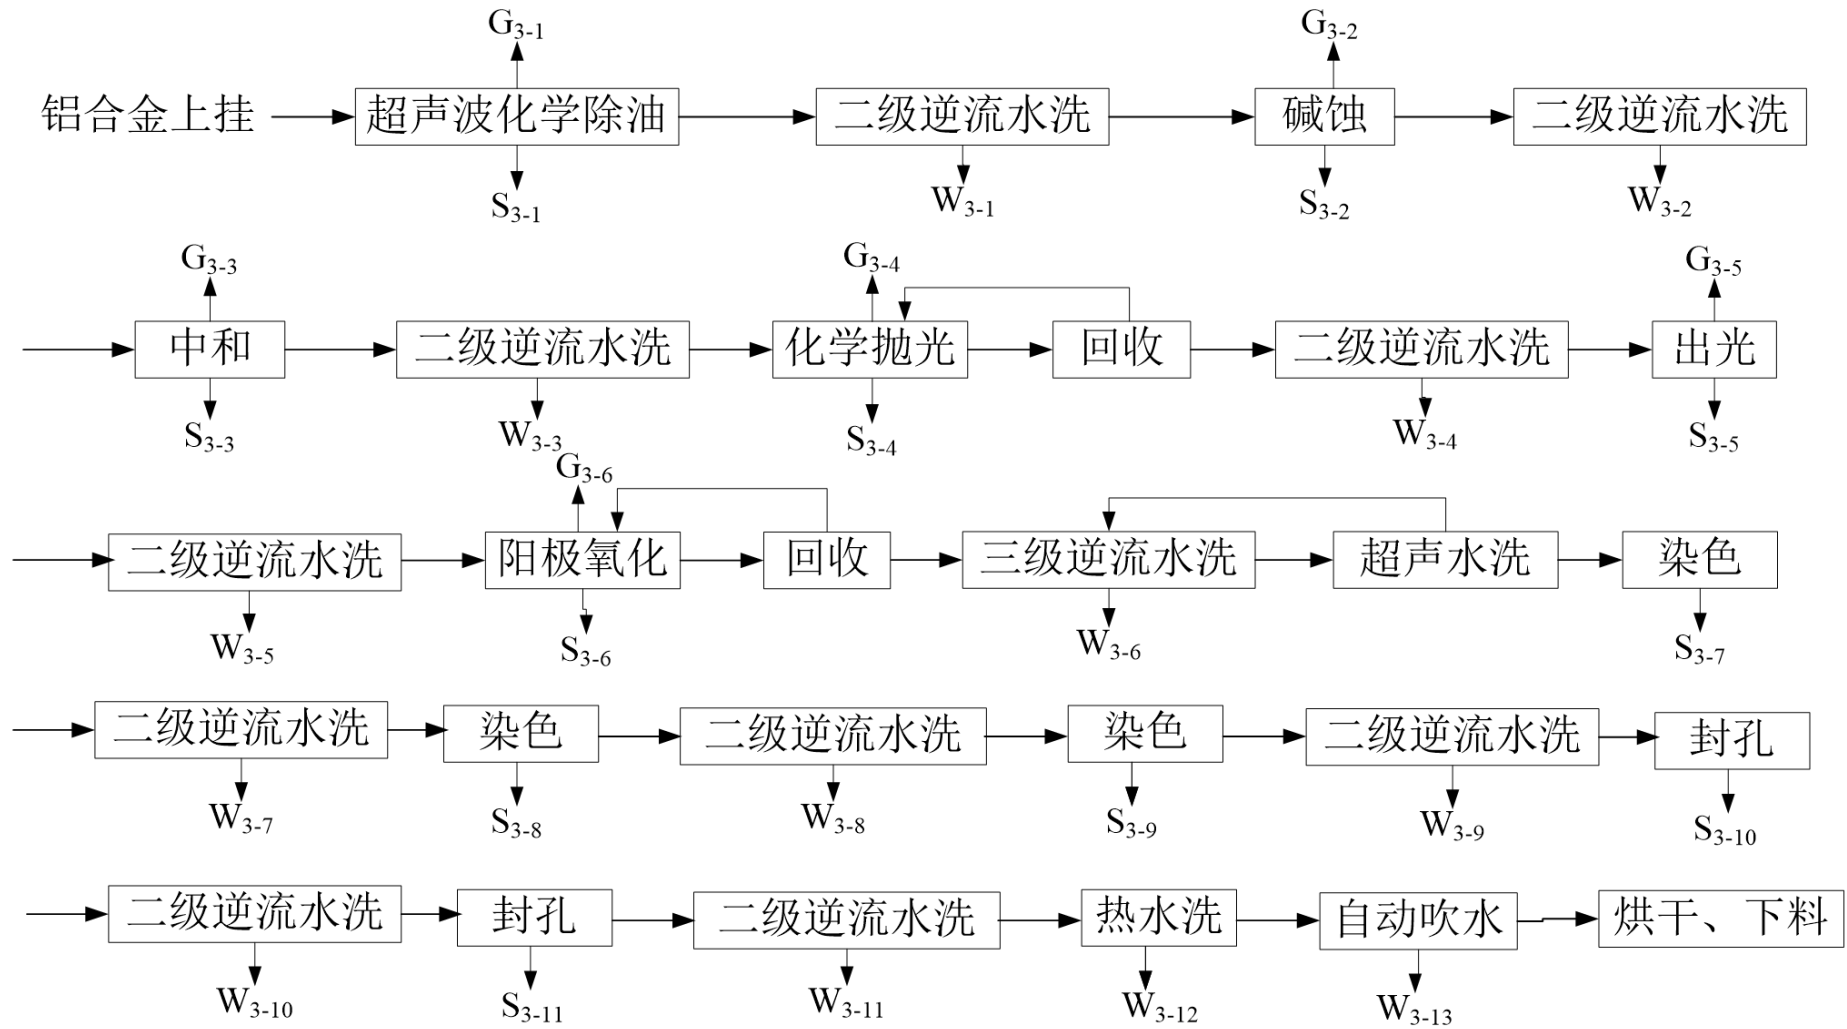 G3-1 G3-2
铝合金上挂 超声波化学除油 二级逆流水洗 碱蚀 二级逆流水洗
S3-1 W3-1 S3-2 W3-2
G3-3 G3-4 G3-5
中和 二级逆流水洗 化学抛光 回收 二级逆流水洗 出光
S3-3 W3-3 S3-4 W3-4 S3-5
G3-6
二级逆流水洗 阳极氧化 回收 三级逆流水洗 超声水洗 染色
W3-5 S3-6 W3-6 S3-7
二级逆流水洗 染色 二级逆流水洗 染色 二级逆流水洗 封孔
W3-7 S3-8 W3-8 S3-9 W3-9 S3-10
二级逆流水洗 封孔 二级逆流水洗 热水洗 自动吹水 烘干、下料
W3-10 S3-11 W3-11 W3-12 W3-13